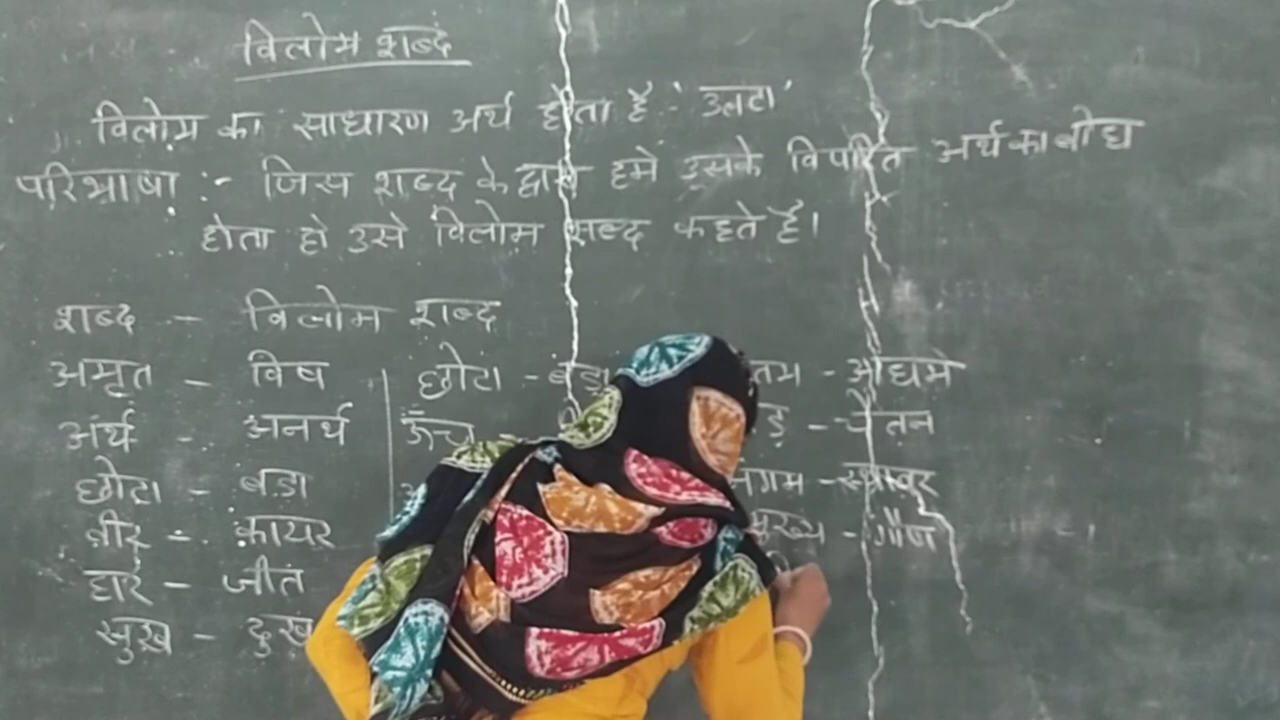 विलोम शब्द
विलोम का साधारण अर्थ होता है - 'उलटा'
परिभाषा :- जिस शब्द के द्वारा हमें उसके विपरित अर्थ का बोध
होता हो उसे विलोम शब्द कहते हैं।
शब्द - विलोम शब्द
अमृत - विष
अर्थ - अनर्थ
छोटा - बडा
वीर - कायर
हार - जीत
सुख - दुख
छोटा - बडा
ऊँच
- चेतन
जंगम - स्थावर
मुख्य - गौण